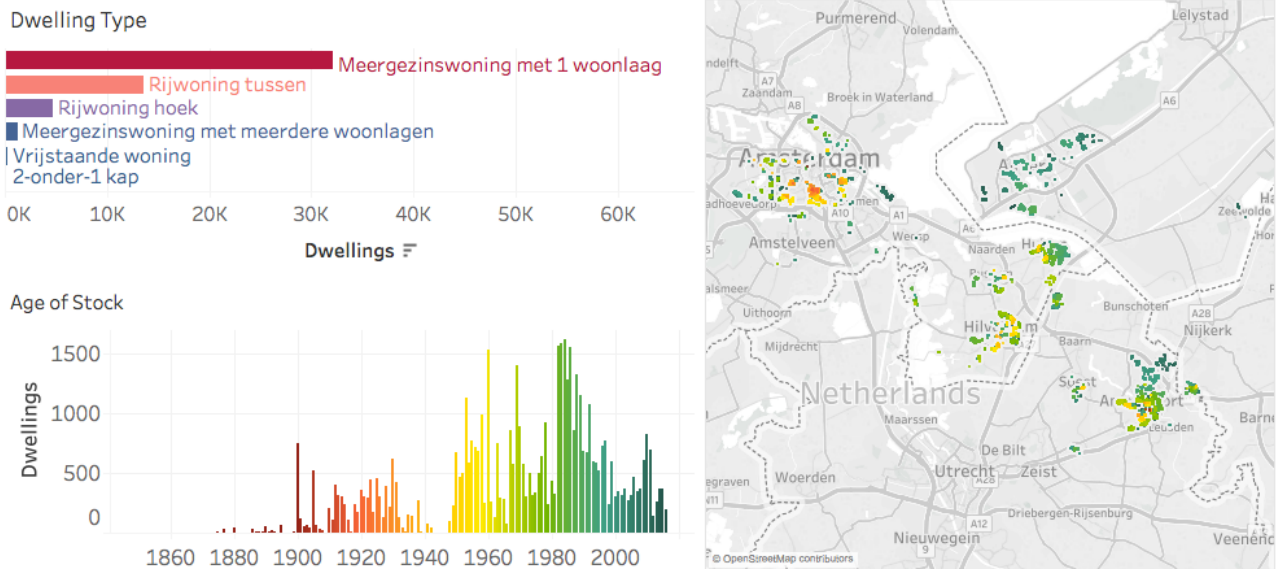 Dwelling Type
Meergezinswoning met 1 woonlaag
Rijwoning tussen
Rijwoning hoek
Meergezinswoning met meerdere woonlagen
Vrijstaande woning
2-onder-1 kap
0K 10K 20K 30K 40K 50K 60K
Dwellings
Age of Stock
Dwellings
1500
1000
500
0
1860 1880 1900 1920 1940 1960 1980 2000
Purmerend
Lelystad
Volendam
A7
Zaandam
A8
Broek in Waterland
A6
Amsterdam
A10
A1
Amstelveen
Naarden
Uithoorn
Bunschoten
A28
Nijkerk
Mijdrecht
Baarn
Soest
Netherlands
Maarssen
Leusden
De Bilt
Utrecht
Zeist
A28
Woerden
Driebergen-Rijsenburg
A12
Nieuwegein
9
© OpenStreetMap contributors